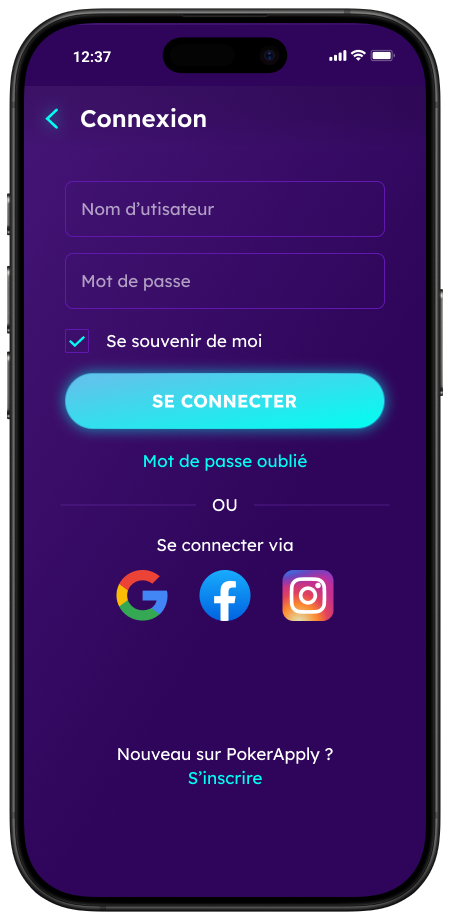 12:37
Connexion
Nom d’utisateur
Mot de passe
Se souvenir de moi
SE CONNECTER
Mot de passe oublié
OU
Se connecter via
Nouveau sur PokerApply ?
S’inscrire